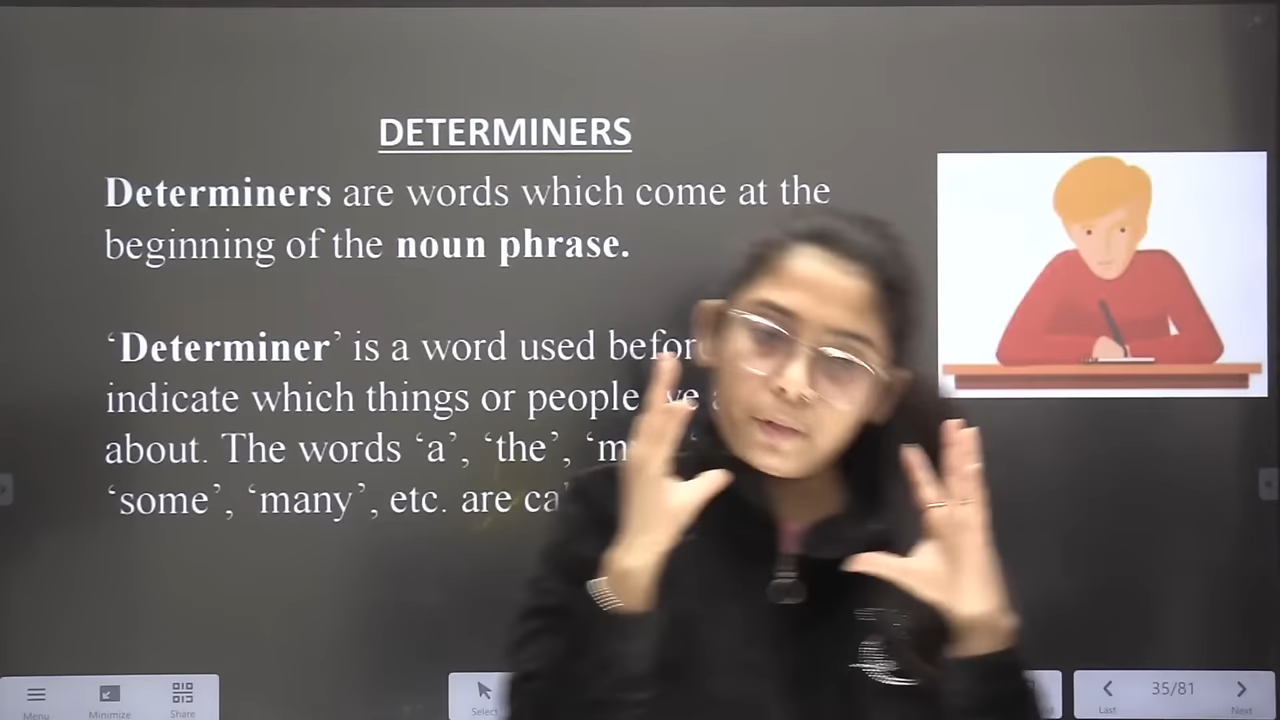 DETERMINERS
Determiners are words which come at the
beginning of the noun phrase.
‘Determiner’ is a word used before
indicate which things or people we
about. The words ‘a’, ‘the’,
‘some’, ‘many’, etc. are
Menu
Minimize
Share
Select
35/81
Last
Next